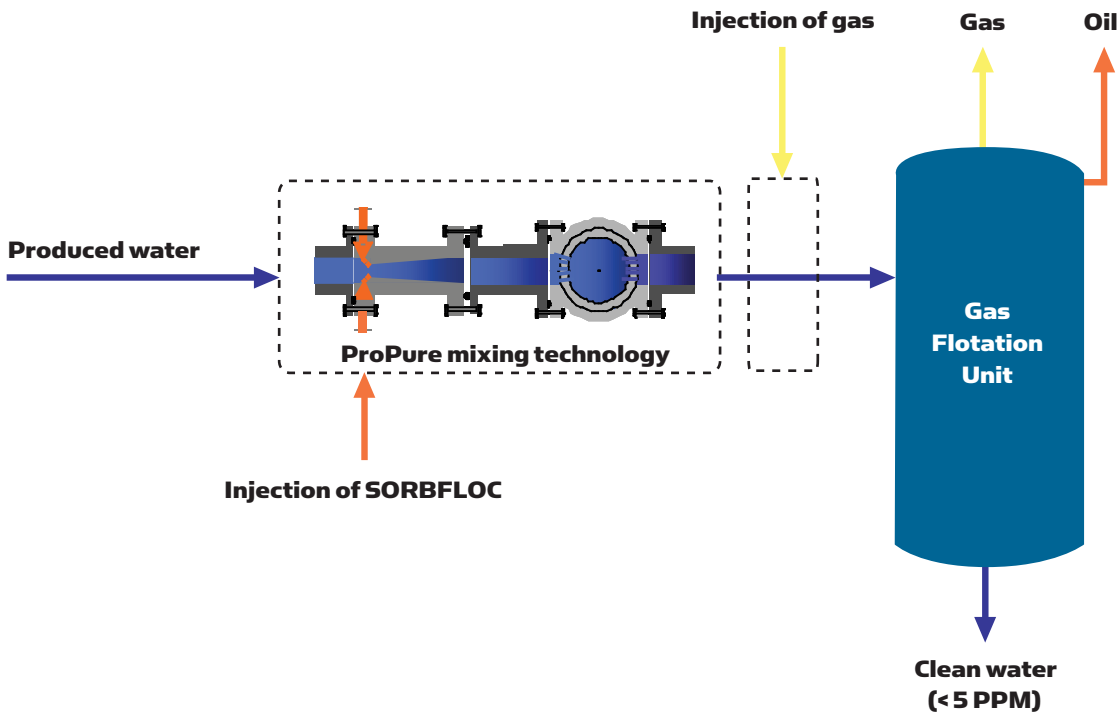 Injection of gas
Gas
Oil
Produced water
ProPure mixing technology
Gas
Flotation
Unit
Injection of SORBFLOC
Clean water
(< 5 PPM)